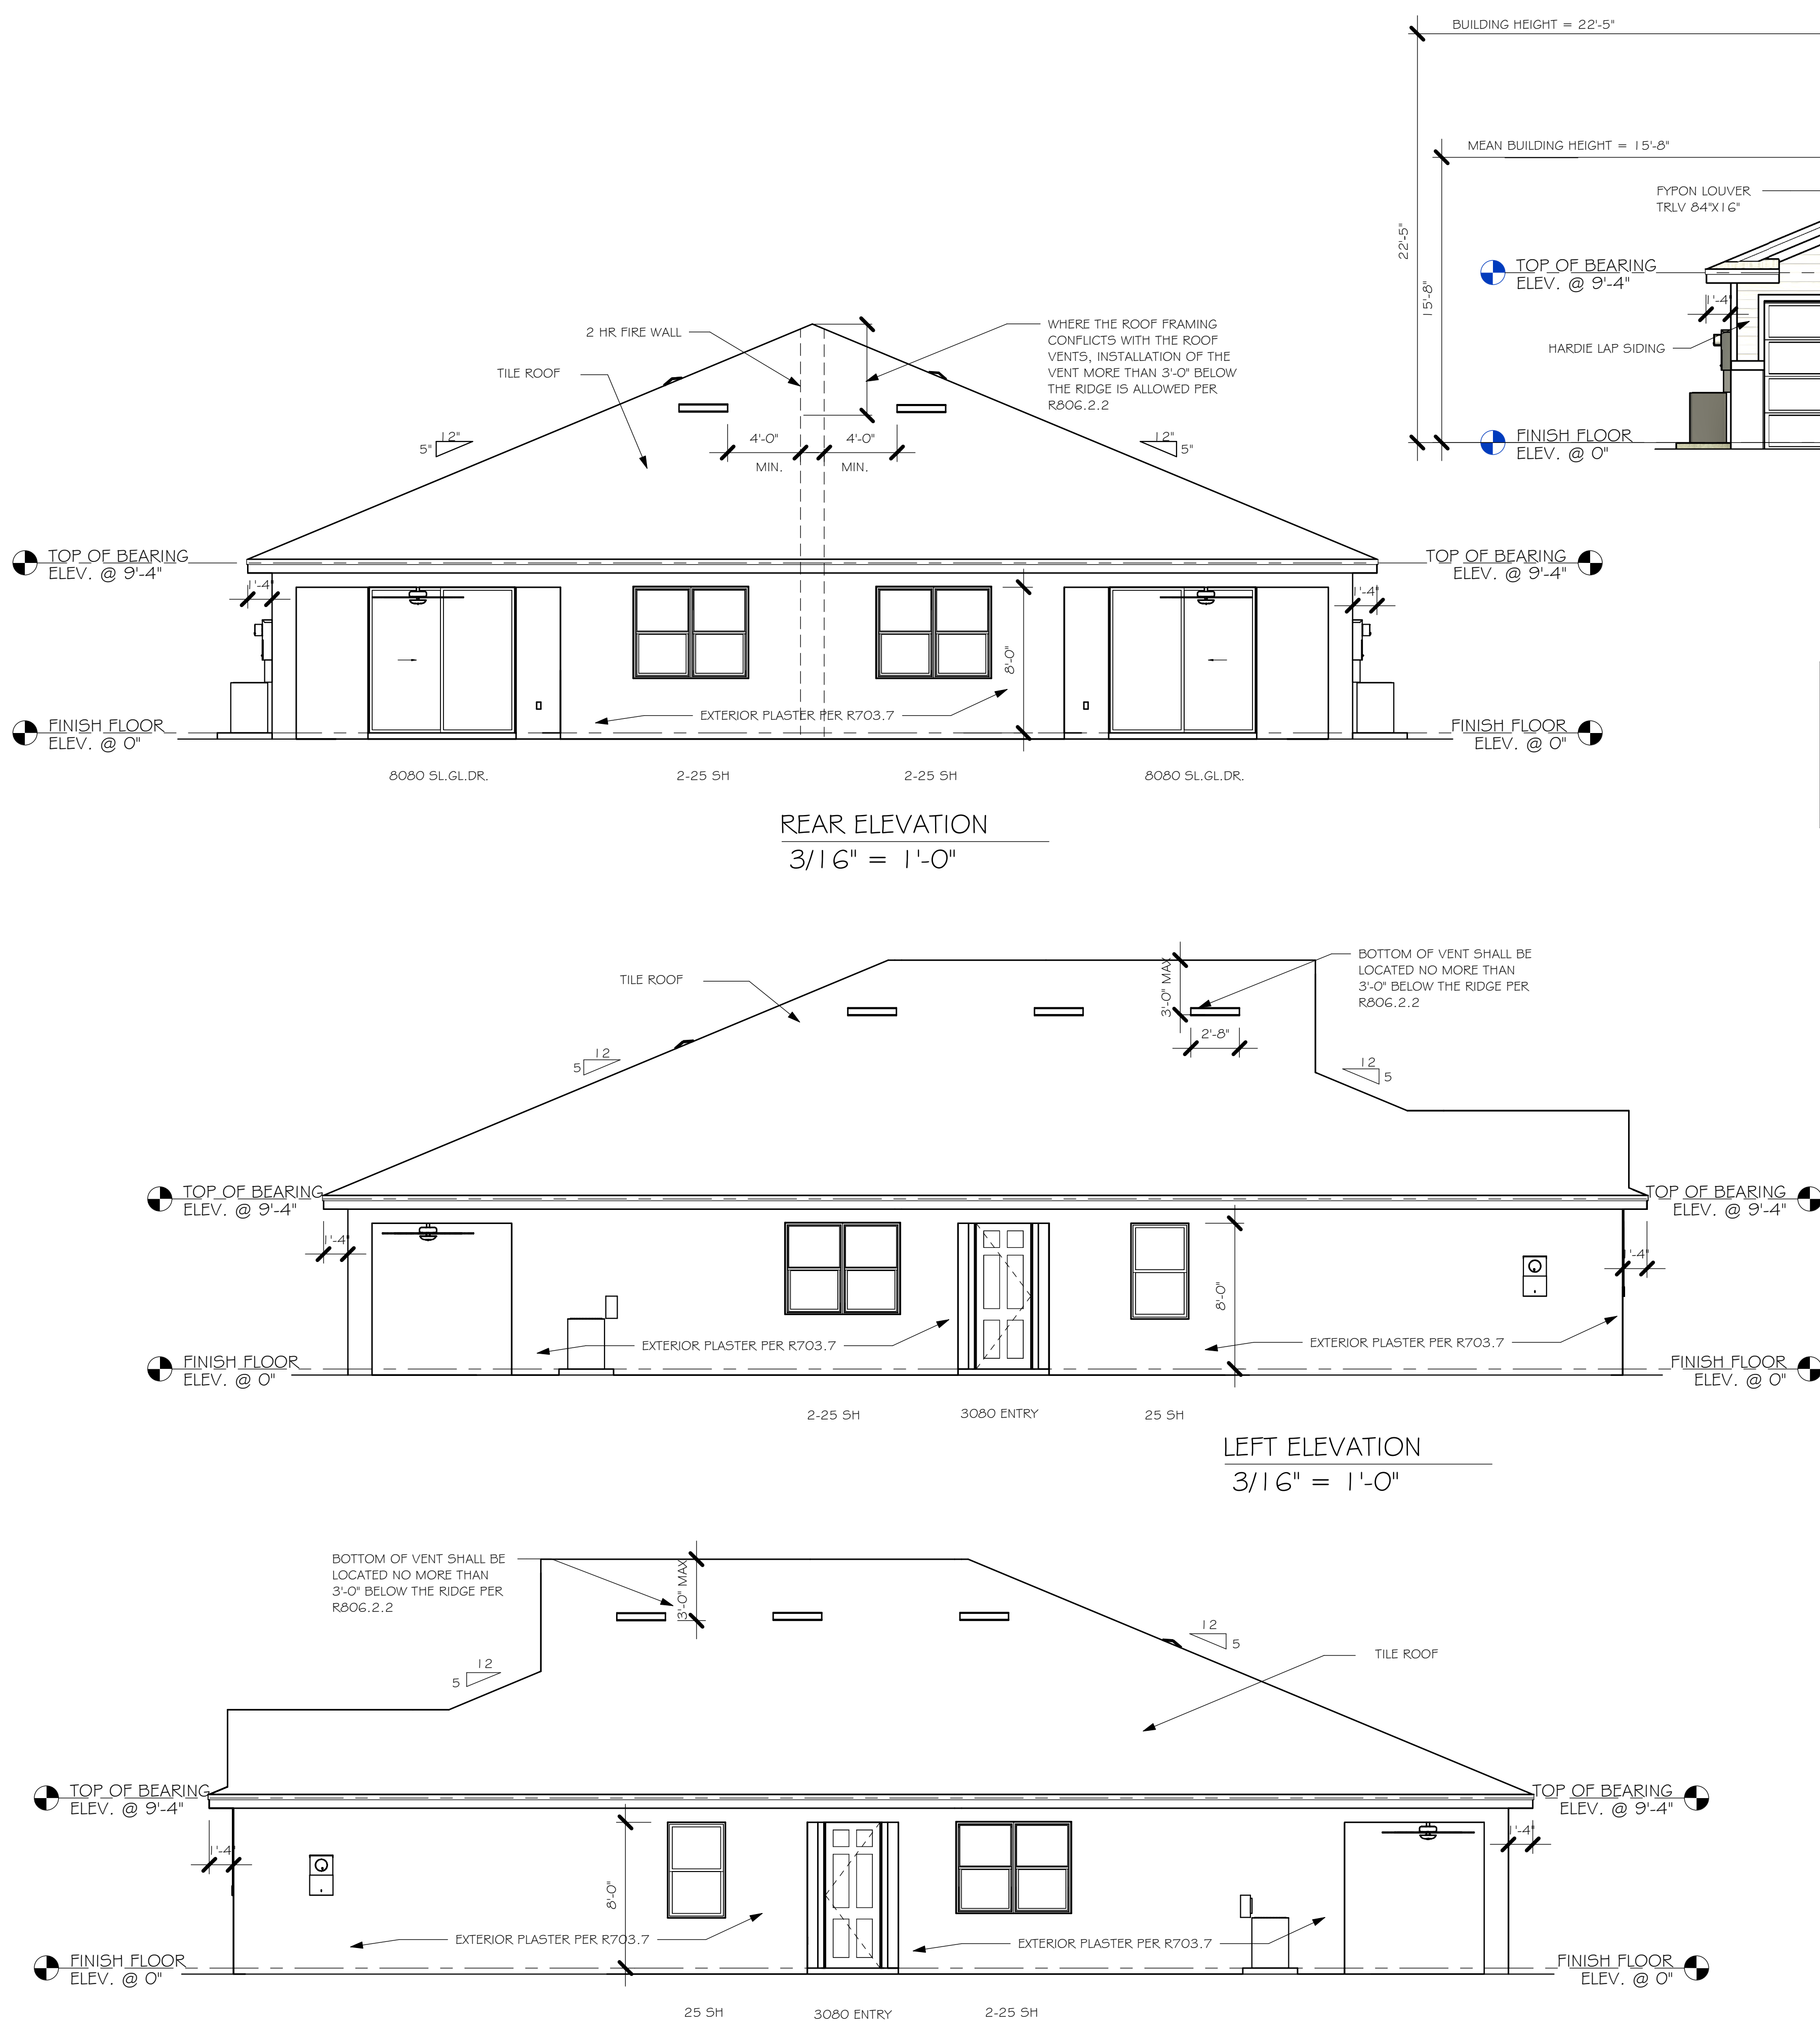 BUILDING HEIGHT = 22'-5"
MEAN BUILDING HEIGHT = 15'-8"
FYPON LOUVER
TRLV 84"X16"
22'-5"
15'-8"
TOP OF BEARING
ELEV. @ 9'-4"
1'-4"
HARDIE LAP SIDING
FINISH FLOOR
ELEV. @ 0"
2 HR FIRE WALL
WHERE THE ROOF FRAMING
CONFLICTS WITH THE ROOF
VENTS, INSTALLATION OF THE
VENT MORE THAN 3'-0" BELOW
THE RIDGE IS ALLOWED PER
R806.2.2
TILE ROOF
12"
5"
4'-0"
MIN.
4'-0"
MIN.
12"
5"
TOP OF BEARING
ELEV. @ 9'-4"
TOP OF BEARING
ELEV. @ 9'-4"
1'-4"
1'-4"
8'-0"
EXTERIOR PLASTER PER R703.7
FINISH FLOOR
ELEV. @ 0"
FINISH FLOOR
ELEV. @ 0"
8080 SL.GL.DR.
2-25 SH
2-25 SH
8080 SL.GL.DR.
REAR ELEVATION
3/16" = 1'-0"
TILE ROOF
3'-0" MAX
BOTTOM OF VENT SHALL BE
LOCATED NO MORE THAN
3'-0" BELOW THE RIDGE PER
R806.2.2
2'-8"
12
5
12
5
TOP OF BEARING
ELEV. @ 9'-4"
TOP OF BEARING
ELEV. @ 9'-4"
1'-4"
1'-4"
8'-0"
EXTERIOR PLASTER PER R703.7
EXTERIOR PLASTER PER R703.7
FINISH FLOOR
ELEV. @ 0"
FINISH FLOOR
ELEV. @ 0"
2-25 SH
3080 ENTRY
25 SH
LEFT ELEVATION
3/16" = 1'-0"
BOTTOM OF VENT SHALL BE
LOCATED NO MORE THAN
3'-0" BELOW THE RIDGE PER
R806.2.2
3'-0" MAX
12
5
12
5
TILE ROOF
TOP OF BEARING
ELEV. @ 9'-4"
TOP OF BEARING
ELEV. @ 9'-4"
1'-4"
1'-4"
8'-0"
EXTERIOR PLASTER PER R703.7
EXTERIOR PLASTER PER R703.7
FINISH FLOOR
ELEV. @ 0"
FINISH FLOOR
ELEV. @ 0"
25 SH
3080 ENTRY
2-25 SH